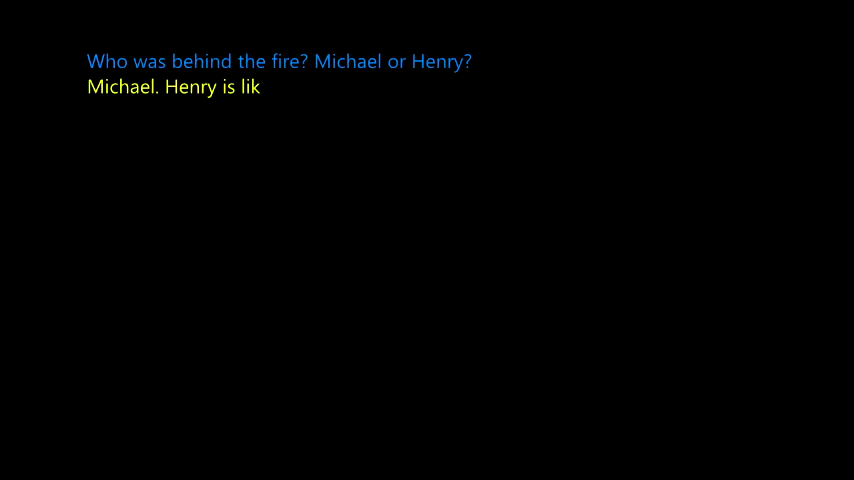 Who was behind the fire? Michael or Henry?
Michael. Henry is lik